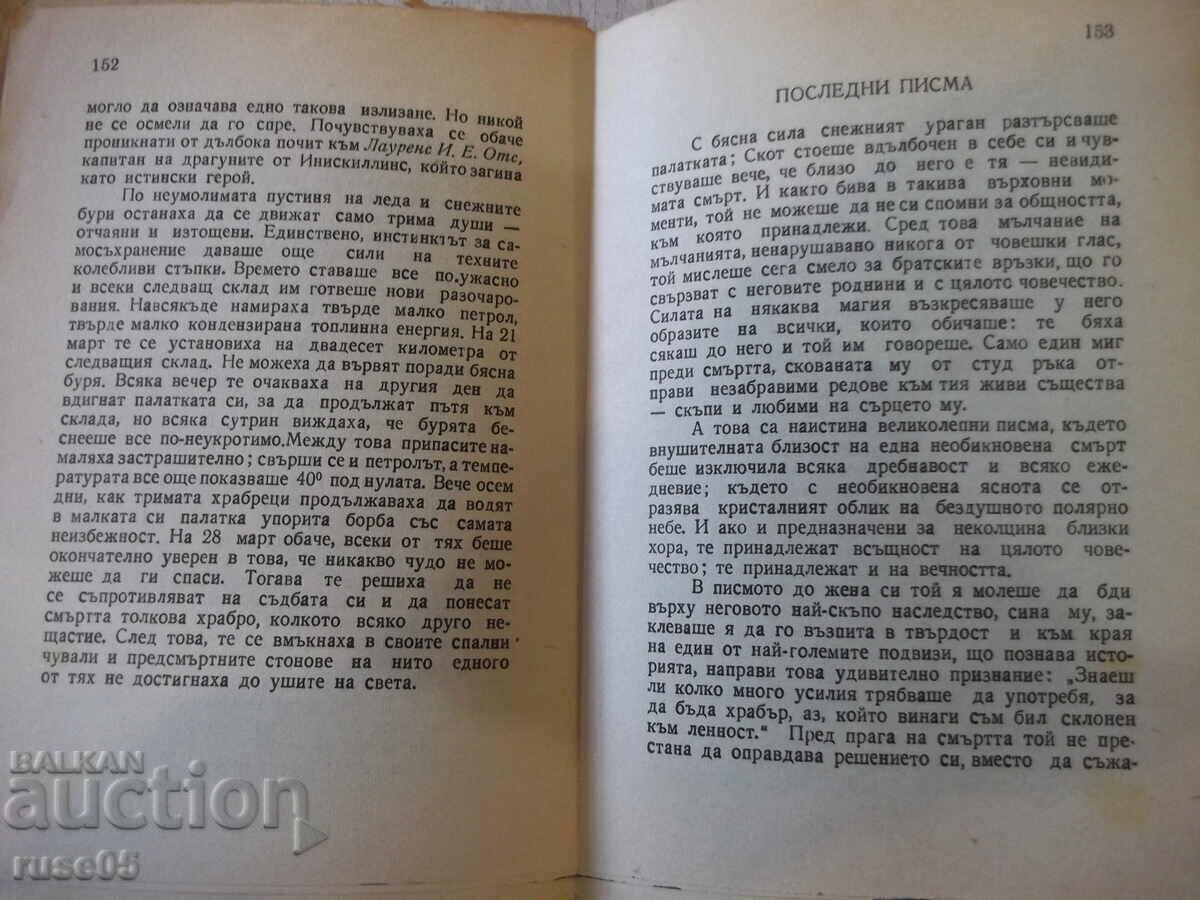 152
могло да означава едно такова излизане. Но никой
не се осмели да го спре. Почувствуваха се обаче
проникнати от дълбока почит към Лауренс И. Е. Отс,
капитан на драгуните от Инискиллинс, който загина
като истински герой.
По неумолимата пустиня на леда и снежните
бури останаха да се движат само трима души —
отчаяни и изтощени. Единствено, инстинктът за са-
мосъхранение даваше още сили на техните
колебливи стъпки. Времето ставаше все по-ужасно
и всеки следващ склад им готвеше нови разочаро-
вания. Навсякъде намираха твърде малко петрол,
твърде малко кондензирана топлинна енергия. На 21
март те се установиха на двадесет километра от
следващия склад. Не можеха да вървят поради бясна
буря. Всяка вечер те очакваха на другия ден да
вдигнат палатката си, за да продължат пътя към
склада, но всяка сутрин виждаха, че бурята бе-
снееше все по-неукротимо.Между това припасите на-
маляха застрашително; свърши се и петролът, а темпе-
ратурата все още показваше 40⁰ под нулата. Вече осем
дни, как тримата храбреци продължаваха да водят
в малката си палатка упорита борба със самата
неизбежност. На 28 март обаче, всеки от тях беше
окончателно уверен в това, че никакво чудо не мо-
жеше да ги спаси. Тогава те решиха да не
се съпротивляват на съдбата си и да понесат
смъртта толкова храбро, колкото всяко друго не-
щастие. След това, те се вмъкнаха в своите спални
чували и предсмъртните стонове на нито едного
от тях не достигнаха до ушите на света.
153
ПОСЛЕДНИ ПИСМА
С бясна сила снежният ураган разтърсваше
палатката; Скот стоеше вдълбочен в себе си и чув-
ствуваше вече, че близо до него е тя — невиди-
мата смърт. И както бива в такива върховни мо-
менти, той не можеше да не си спомни за общността,
към която принадлежи. Сред това мълчание на
мълчанията, ненарушавано никога от човешки глас,
той мислеше сега смело за братските връзки, що го
свързват с неговите роднини и с цялото човечество.
Силата на някаква магия възкресяваше у него
образите на всички, които обичаше: те бяха
сякаш до него и той им говореше. Само един миг
преди смъртта, скованата му от студ ръка от-
прави незабравими редове към тия живи същества
— скъпи и любими на сърцето му.
А това са наистина великолепни писма, където
внушителната близост на една необикновена смърт
беше изключила всяка дребнавост и всяко еже-
дневие; където с необикновена яснота се от-
разява кристалният облик на бездушното полярно
небе. И ако и предназначени за неколцина близки
хора, те принадлежат всъщност на цялото чове-
чество; те принадлежат и на вечността.
В писмото до жена си той я молеше да бди
върху неговото най-скъпо наследство, сина му, за-
клеваше я да го възпита в твърдост и към края
на един от най-големите подвизи, що познава исто-
рията, направи това удивително признание: „Знаеш
ли колко много усилия трябваше да употребя, за
да бъда храбър, аз, който винаги съм бил склонен
към ленност.“ Пред прага на смъртта той не пре-
стана да оправдава решението си, вместо да съжа-
BALKAN
auction
ruse05